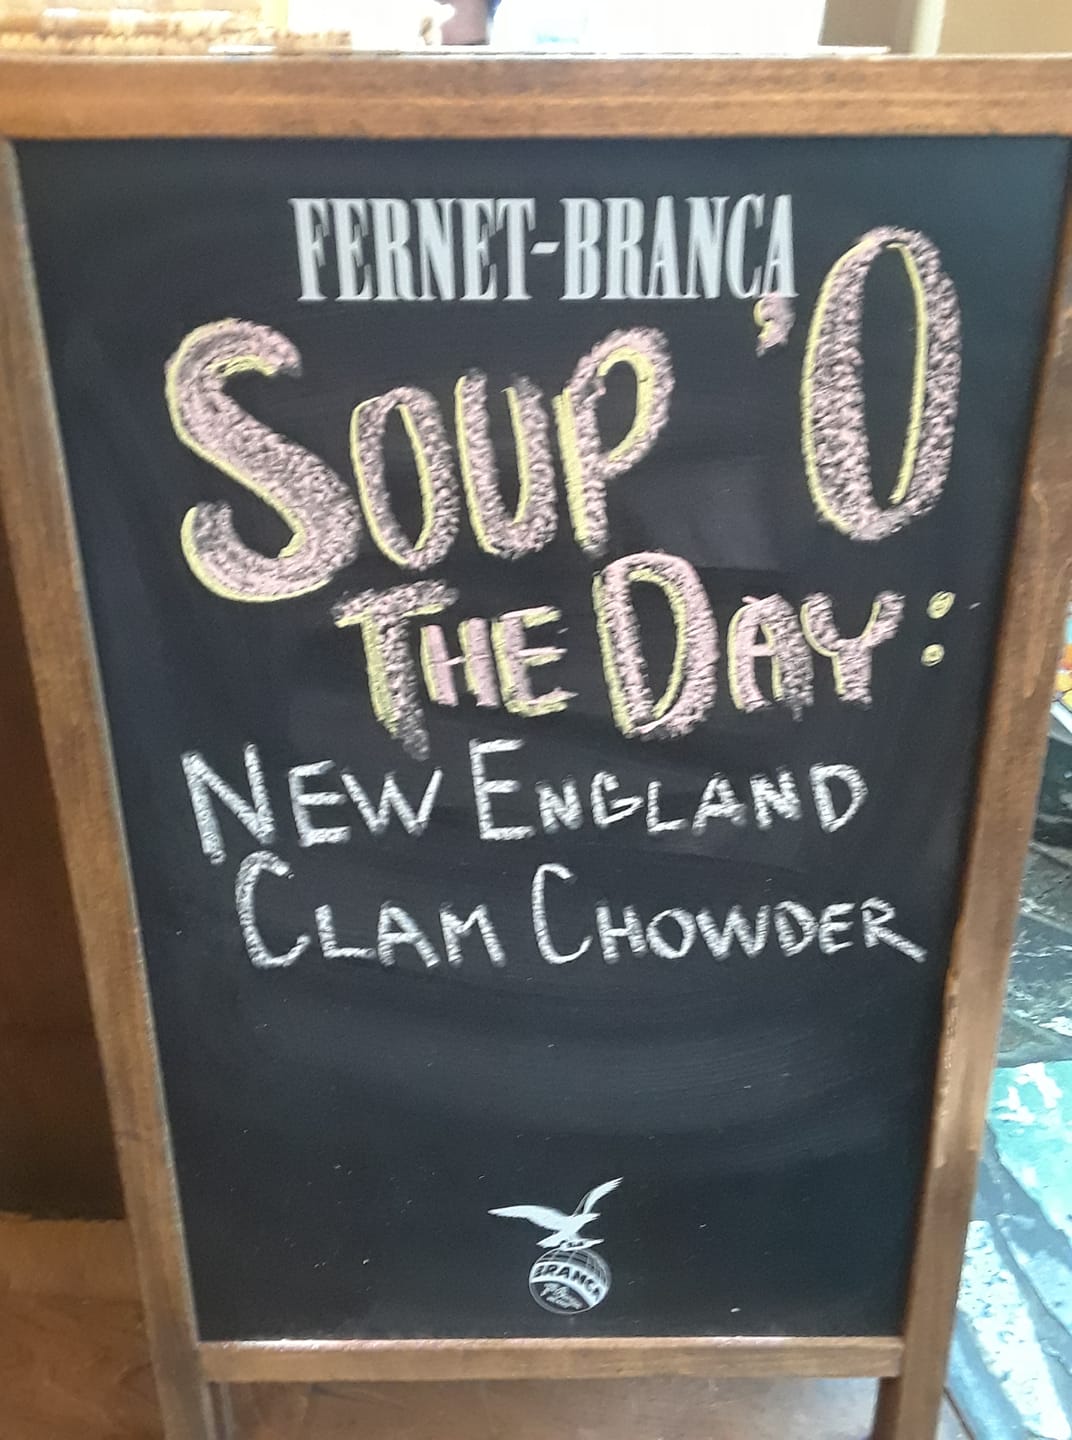 FERNET-BRANCA
SOUP 'O
THE DAY:
NEW ENGLAND
CLAM CHOWDER
BRANCA